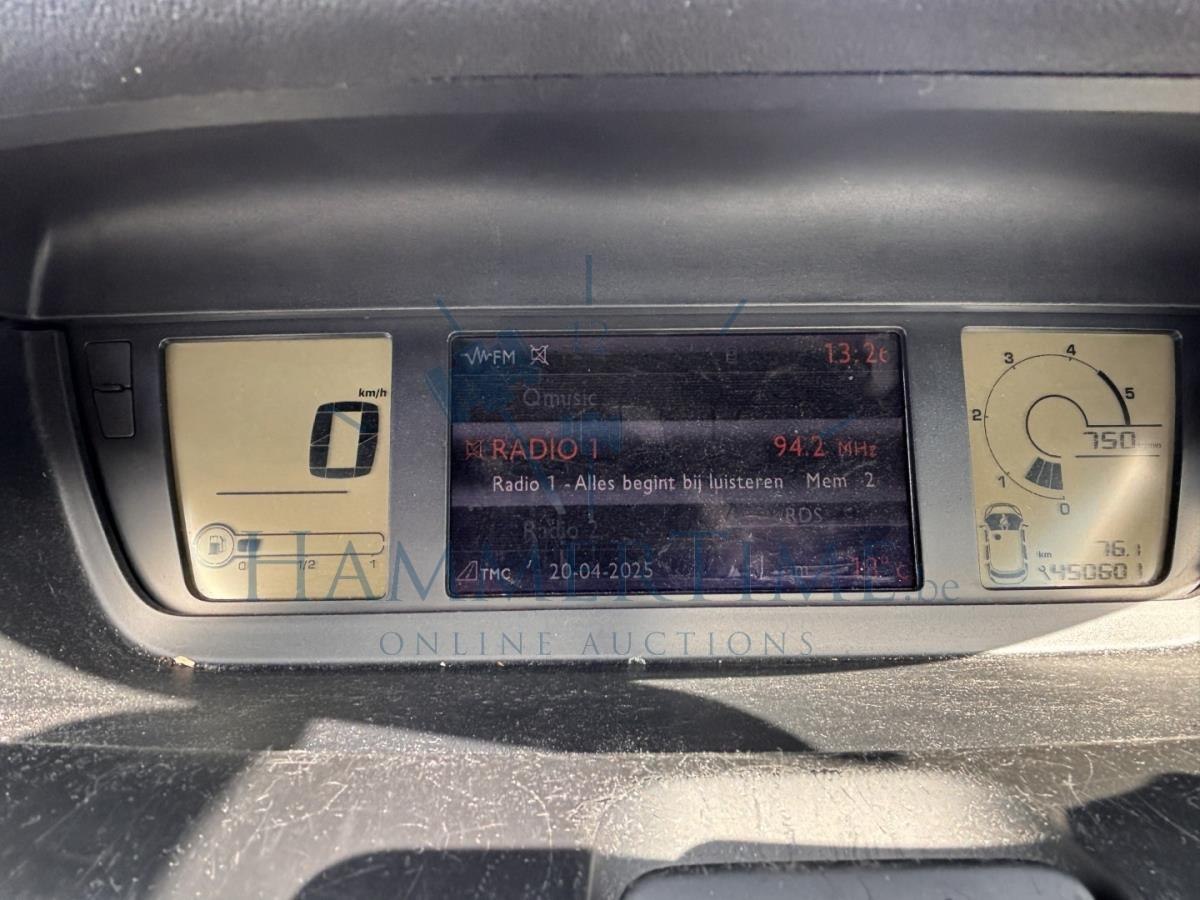 FM
13:26
Qmusic
RADIO 1
94.2 MHz
Radio 1 - Alles begint bij luisteren Mem 2
Radio
RDS
TMC 20-04-2025
km/h
0
0 1/2 1
3 4
2 5
750
1
0
76.1
km
450601
HAMMERTIME.be
ONLINE AUCTIONS